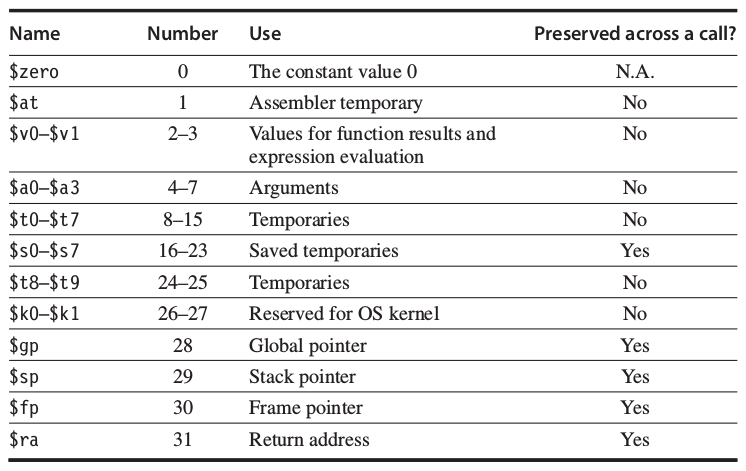 Name Number Use Preserved across a call?
$zero 0 The constant value 0 N.A.
$at 1 Assembler temporary No
$v0–$v1 2–3 Values for function results and No
expression evaluation
$a0–$a3 4–7 Arguments No
$t0–$t7 8–15 Temporaries No
$s0–$s7 16–23 Saved temporaries Yes
$t8–$t9 24–25 Temporaries No
$k0–$k1 26–27 Reserved for OS kernel No
$gp 28 Global pointer Yes
$sp 29 Stack pointer Yes
$fp 30 Frame pointer Yes
$ra 31 Return address Yes